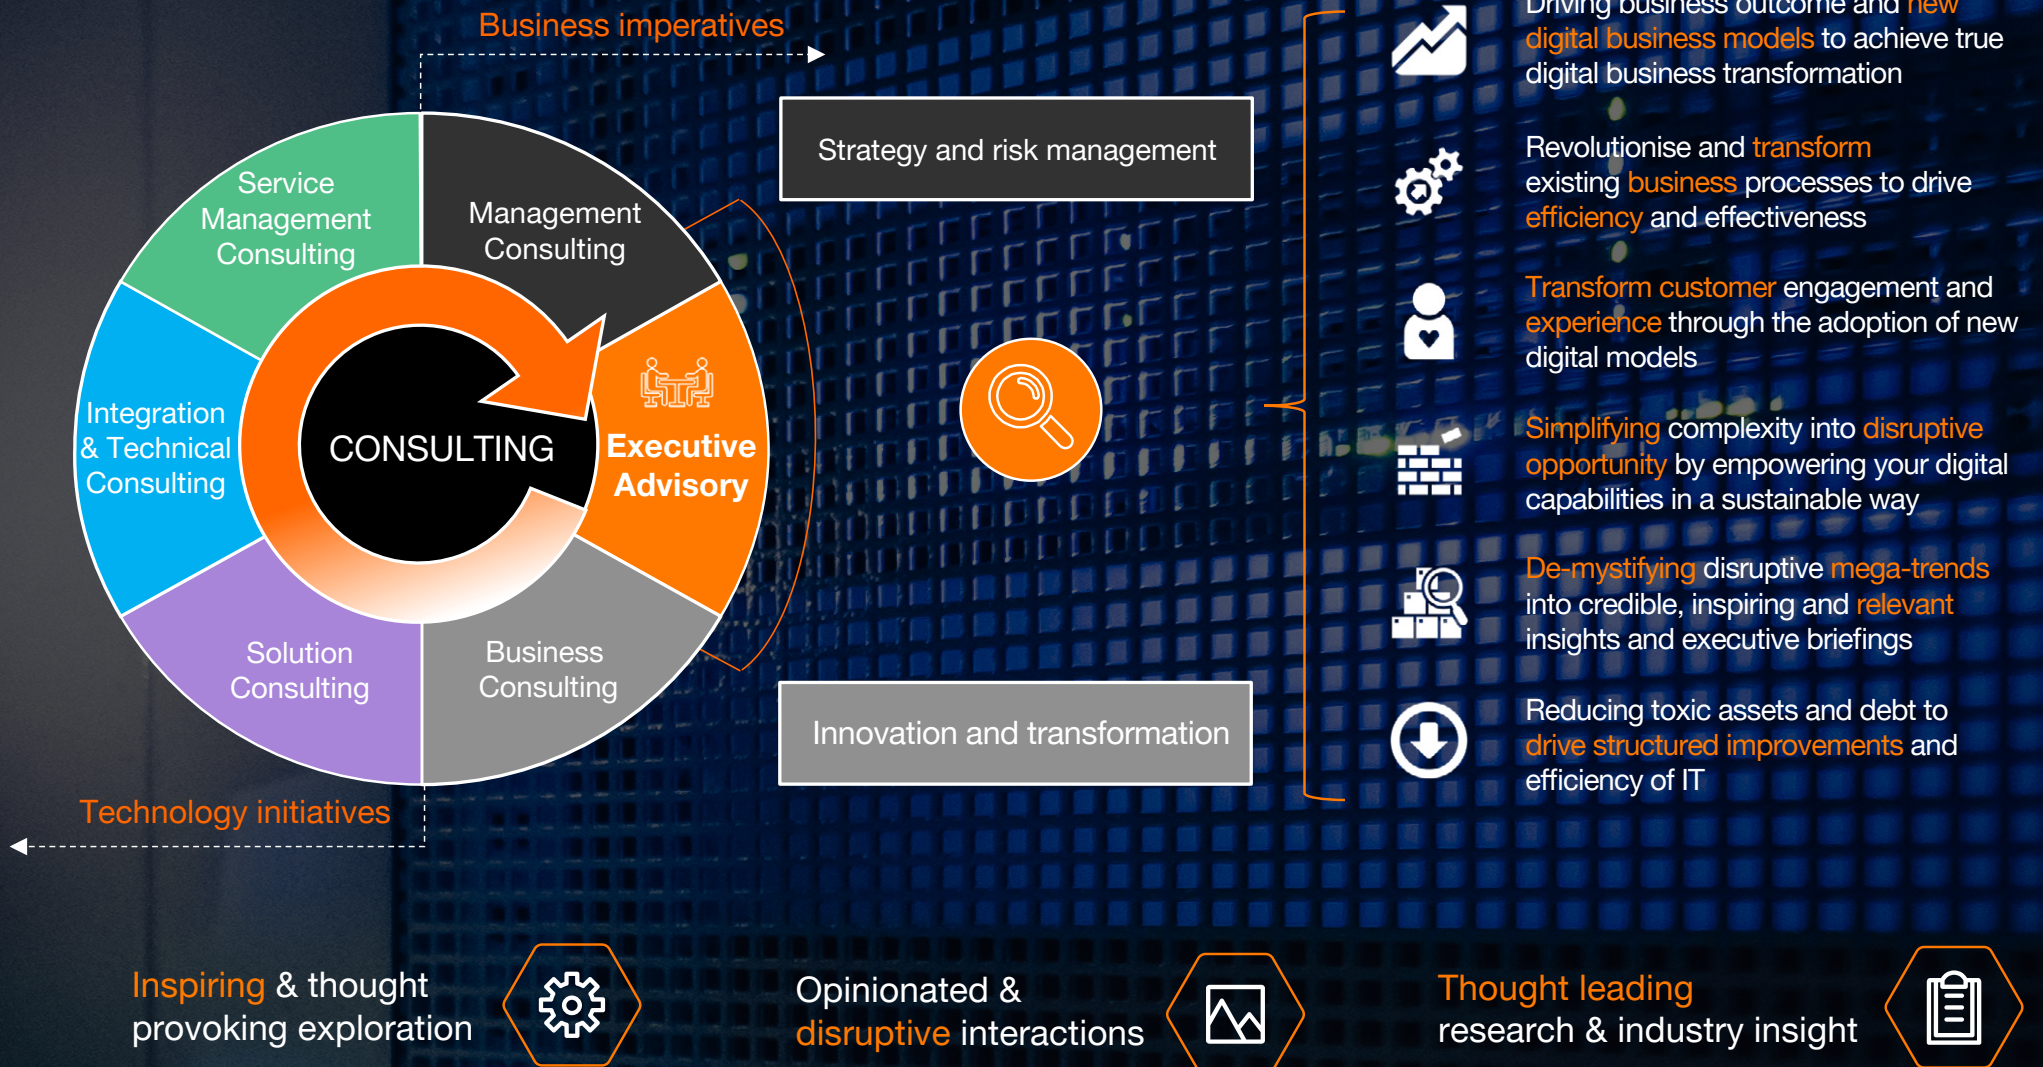 Business imperatives
Service
Management
Consulting
Management
Consulting
Integration
& Technical
Consulting
CONSULTING
Executive
Advisory
Solution
Consulting
Business
Consulting
Technology initiatives
Strategy and risk management
Innovation and transformation
Driving business outcome and new
digital business models to achieve true
digital business transformation
Revolutionise and transform
existing business processes to drive
efficiency and effectiveness
Transform customer engagement and
experience through the adoption of new
digital models
Simplifying complexity into disruptive
opportunity by empowering your digital
capabilities in a sustainable way
De-mystifying disruptive mega-trends
into credible, inspiring and relevant
insights and executive briefings
Reducing toxic assets and debt to
drive structured improvements and
efficiency of IT
Inspiring & thought
provoking exploration
Opinionated &
disruptive interactions
Thought leading
research & industry insight